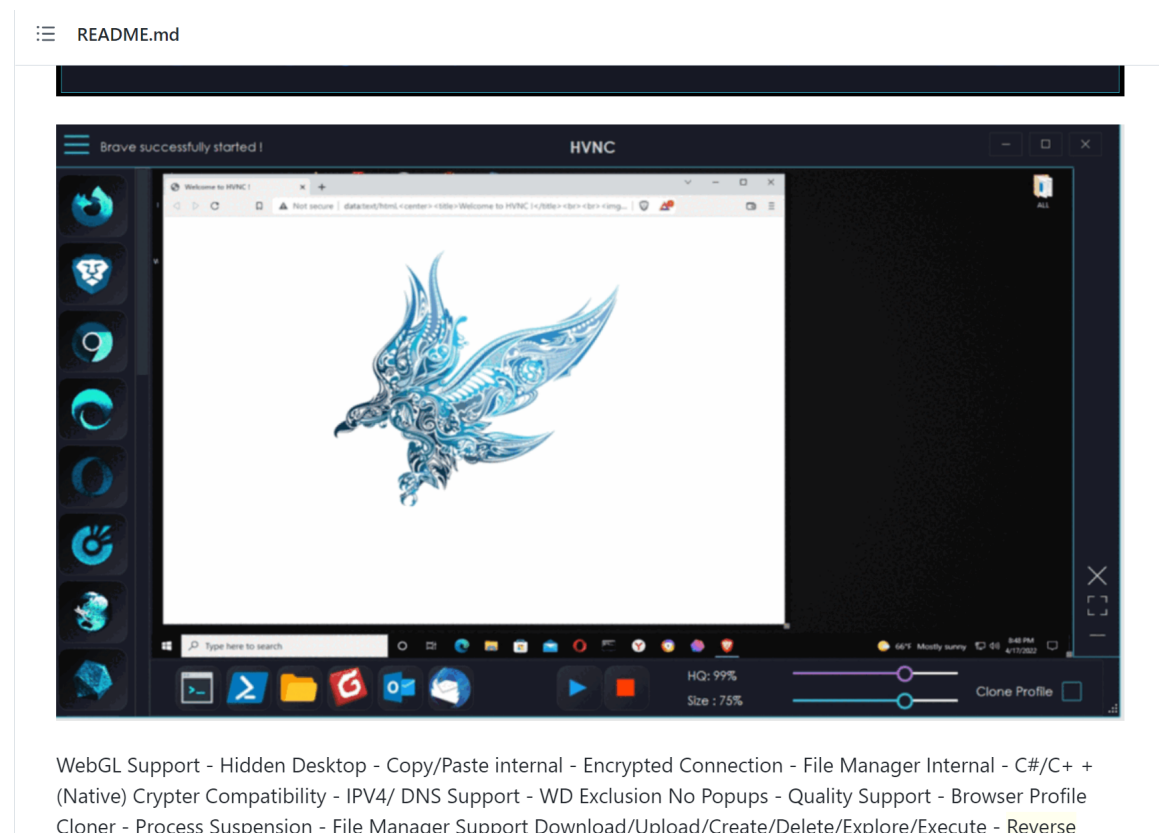 README.md
Brave successfully started !
HVNC
Welcome to HVNC !
Not secure | data:text/html,<center> <title>Welcome to HVNC !</title><br><br> <img...
ALL
Type here to search
66°F Mostly sunny
8:48 PM
4/17/2022
HQ: 99%
Size : 75%
Clone Profile
WebGL Support - Hidden Desktop - Copy/Paste internal - Encrypted Connection - File Manager Internal - C#/C+ +
(Native) Crypter Compatibility - IPV4/ DNS Support - WD Exclusion No Popups - Quality Support - Browser Profile
Cloner - Process Suspension - File Manager Support Download/Upload/Create/Delete/Explore/Execute - Reverse